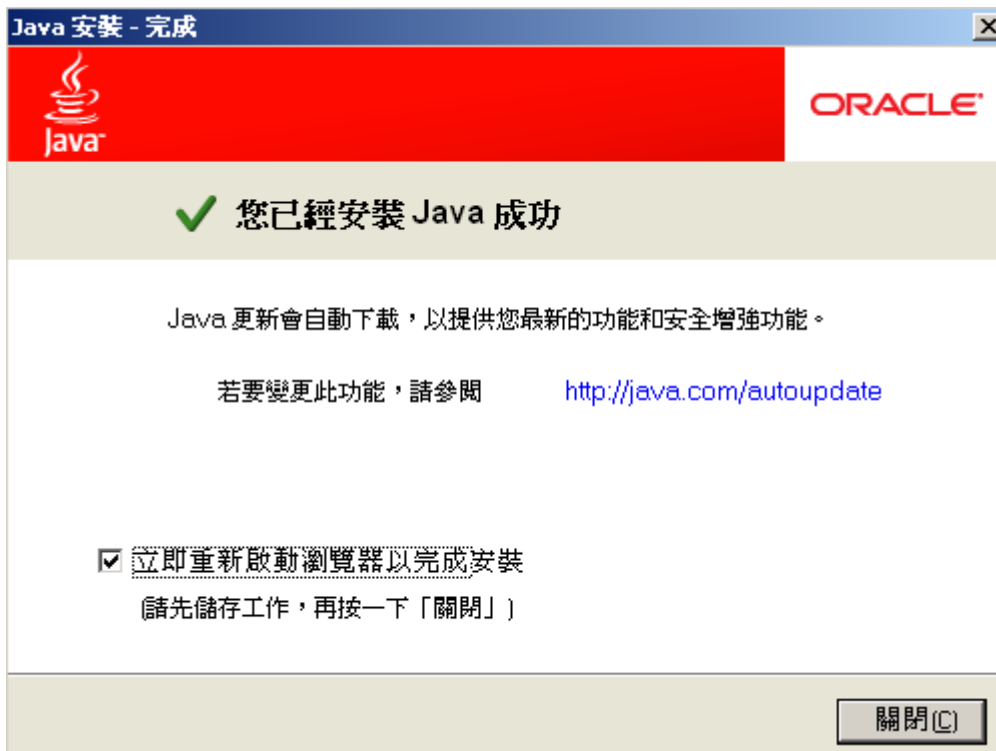 Java 安裝 - 完成
Java
ORACLE
您已經安裝 Java 成功
Java 更新會自動下載，以提供您最新的功能和安全增強功能。
若要變更此功能，請參閱 http://java.com/autoupdate
立即重新啟動瀏覽器以完成安裝
(請先儲存工作，再按一下「關閉」)
關閉(C)